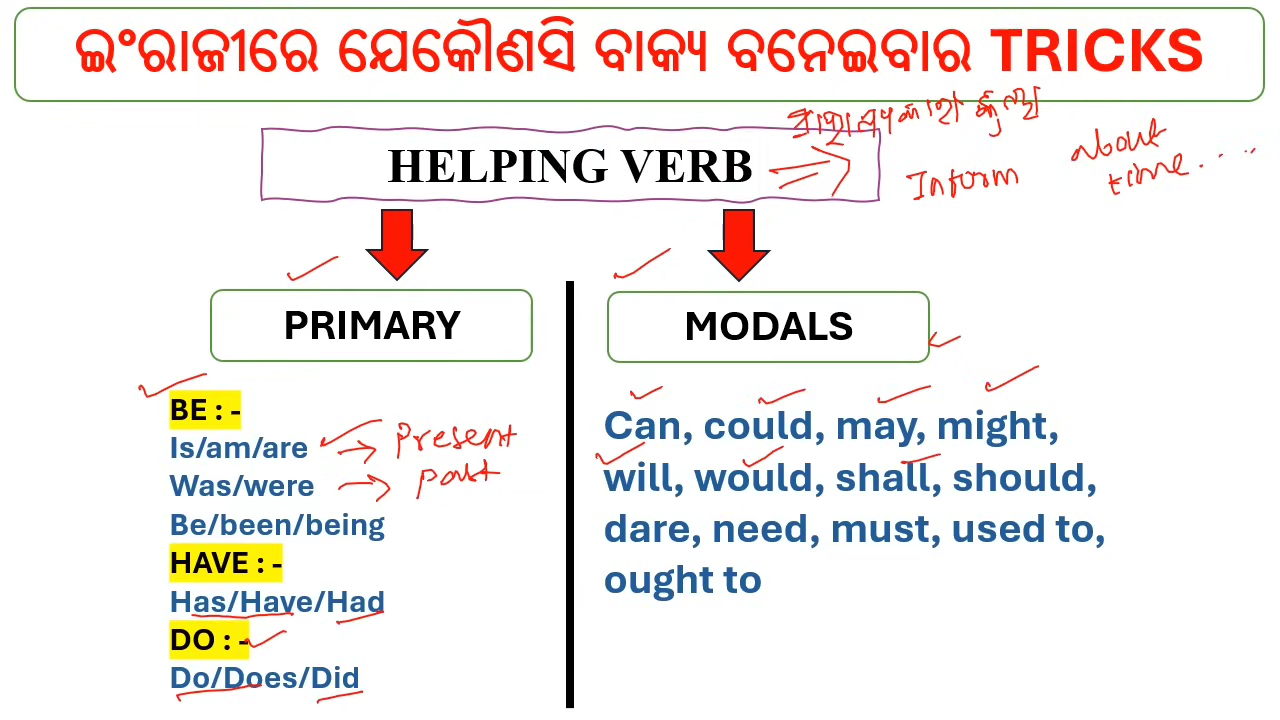 ଇଂରାଜୀରେ ଯେକୌଣସି ବାକ୍ୟ ବନେଇବାର TRICKS
HELPING VERB
Inform about
time.....
PRIMARY
MODALS
BE : -
Is/am/are → Present
Was/were → past
Be/been/being
HAVE : -
Has/Have/Had
DO : -
Do/Does/Did
Can, could, may, might,
will, would, shall, should,
dare, need, must, used to,
ought to